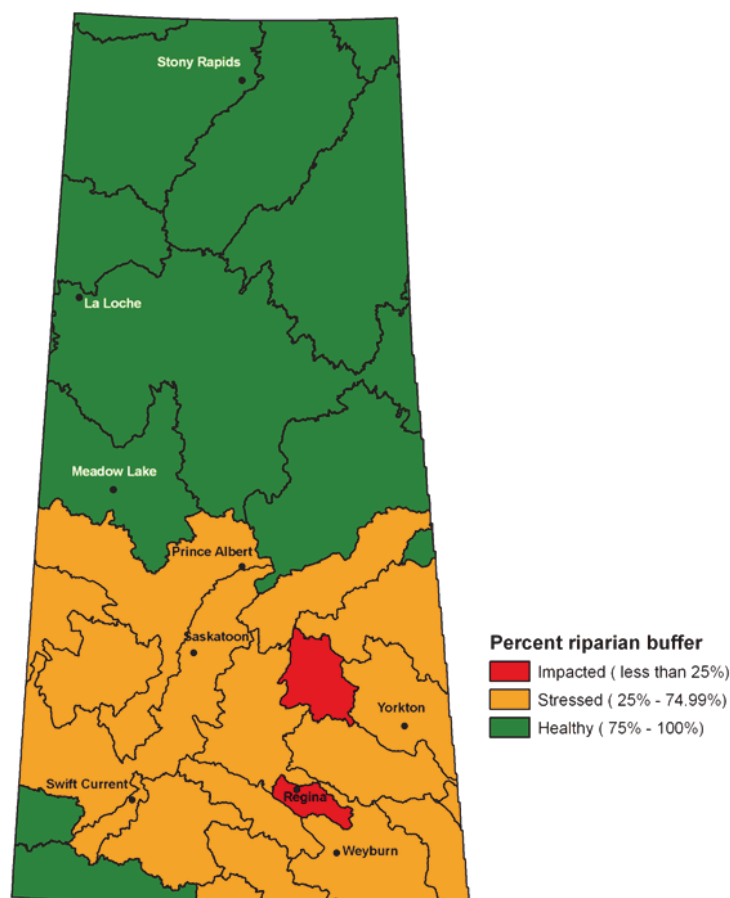 Stony Rapids
La Loche
Meadow Lake
Prince Albert
Saskatoon
Percent riparian buffer
Impacted ( less than 25%)
Stressed ( 25% - 74.99%)
Yorkton
Healthy ( 75% - 100%)
Swift Current
Regina
Weyburn